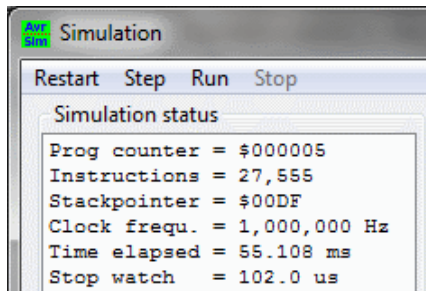 Avr
Sim
Simulation
Restart Step Run Stop
Simulation status
Prog counter = $000005
Instructions = 27,555
Stackpointer = $00DF
Clock frequ. = 1,000,000 Hz
Time elapsed = 55.108 ms
Stop watch = 102.0 us